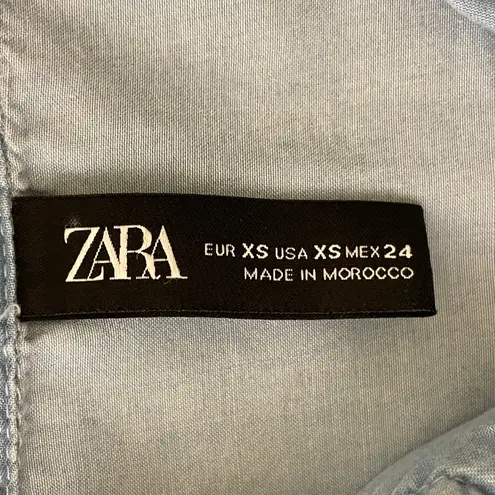 ZARA
EUR XS USA XS MEX 24
MADE IN MOROCCO